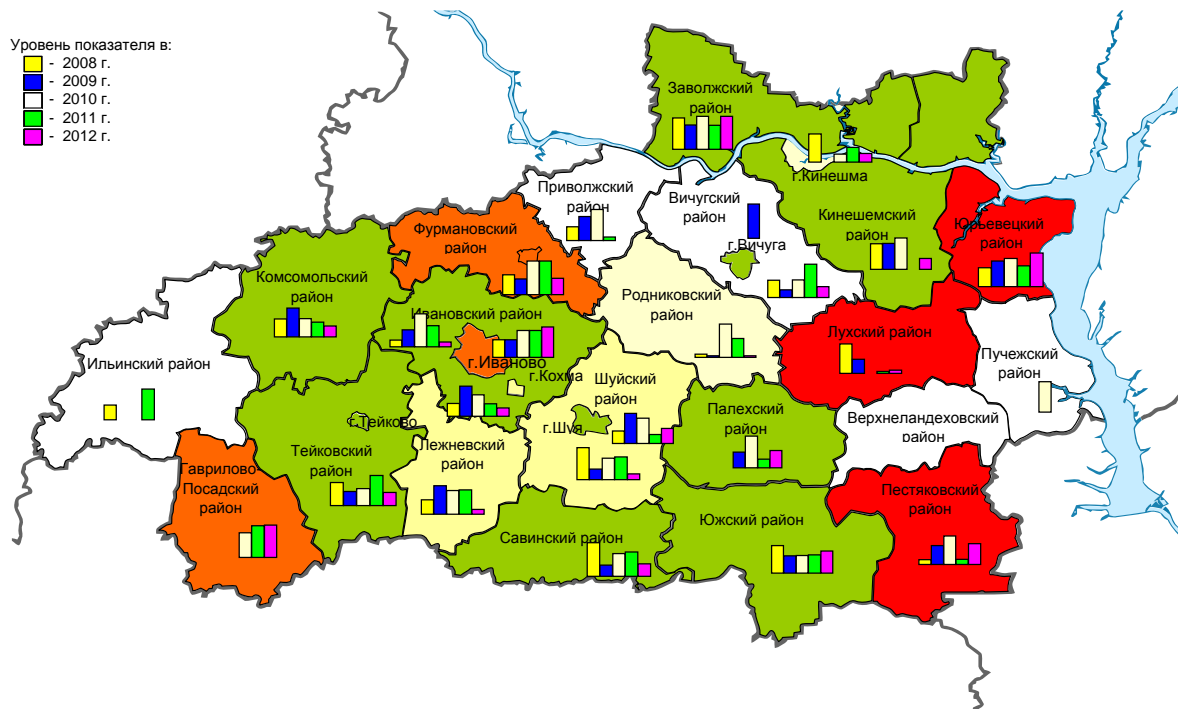 Уровень показателя в:
- 2008 г.
- 2009 г.
- 2010 г.
- 2011 г.
- 2012 г.
Заволжский
район
г.Кинешма
Приволжский
район
Вичугский
район
Кинешемский
район
Юрьевецкий
район
Фурмановский
район
г.Вичуга
Комсомольский
район
Родниковский
район
Ивановский район
Лухский район
Ильинский район
г.Иваново
г.Кохма
Шуйский
район
Пучежский
район
Палехский
район
Верхнеландеховский
район
г.Тейково
г.Шуя
Тейковский
район
Лежневский
район
Гаврилово-
Посадский
район
Пестяковский
район
Южский район
Савинский район